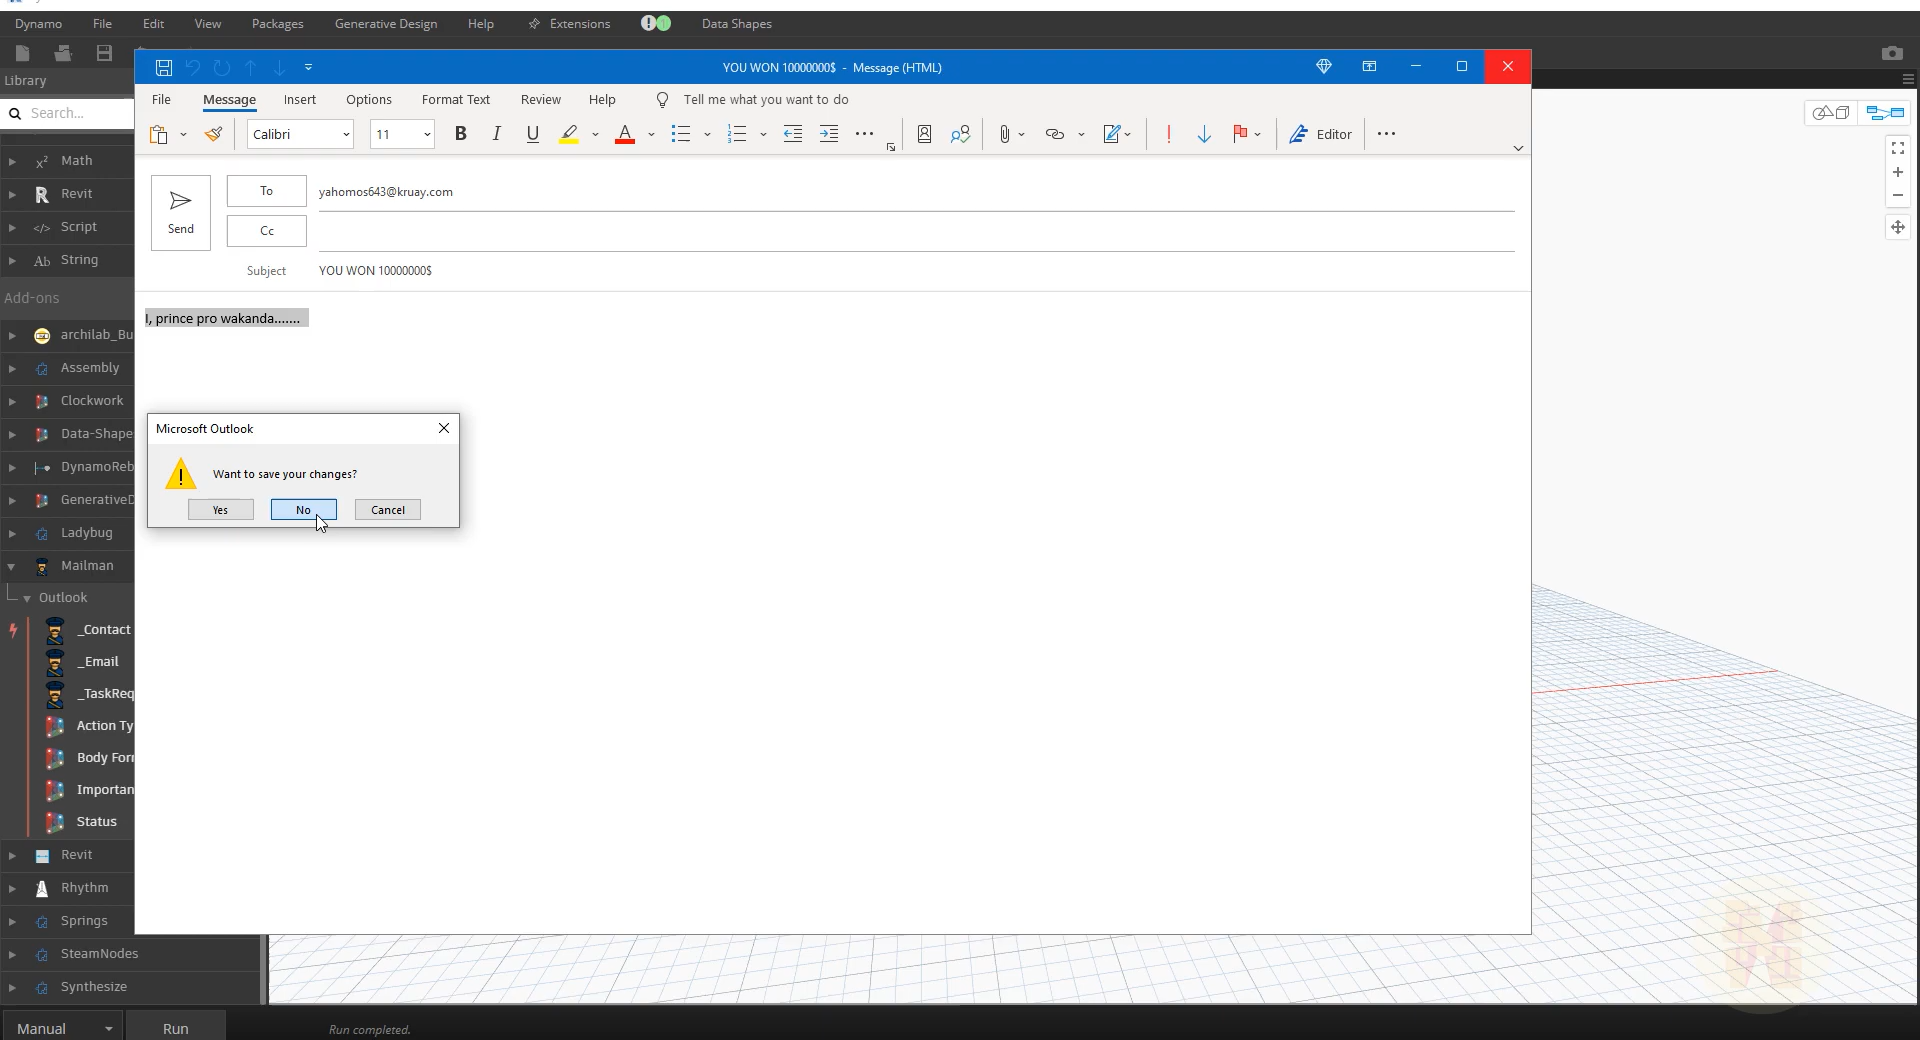 Dynamo File Edit View Packages Generative Design Help Extensions Data Shapes
Library
Search...
Math
Revit
Script
String
Add-ons
archilab_Bu
Assembly
Clockwork
Data-Shape
DynamoReb
GenerativeD
Ladybug
Mailman
Outlook
_Contact
_Email
_TaskReq
Action Ty
Body For
Importan
Status
Revit
Rhythm
Springs
SteamNodes
Synthesize
Manual Run Run completed.
YOU WON 10000000$ - Message (HTML)
File Message Insert Options Format Text Review Help Tell me what you want to do
Calibri 11 B I U A Editor
Send
To yahomos643@kruay.com
Cc
Subject YOU WON 10000000$
I, prince pro wakanda.......
Microsoft Outlook
Want to save your changes?
Yes No Cancel